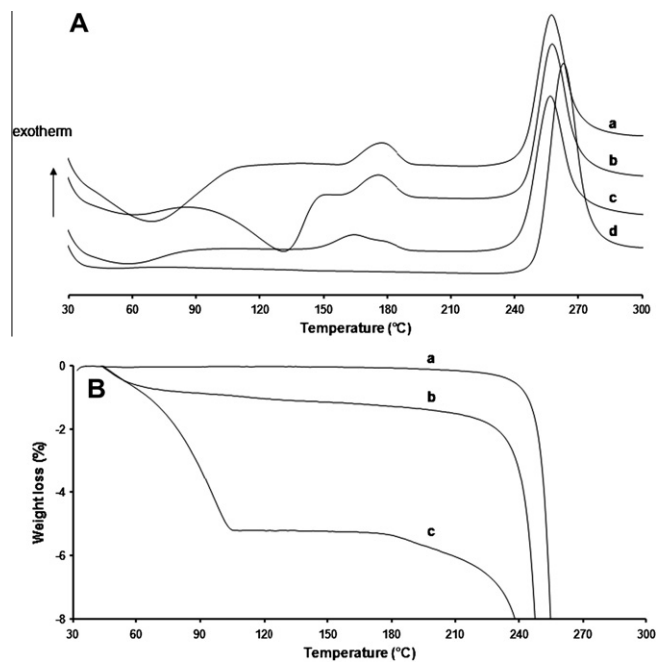 A
exotherm
a
b
c
d
30 60 90 120 150 180 210 240 270 300
Temperature (°C)
B
a
b
c
0
-2
-4
-6
-8
Weight loss (%)
30 60 90 120 150 180 210 240 270 300
Temperature (°C)